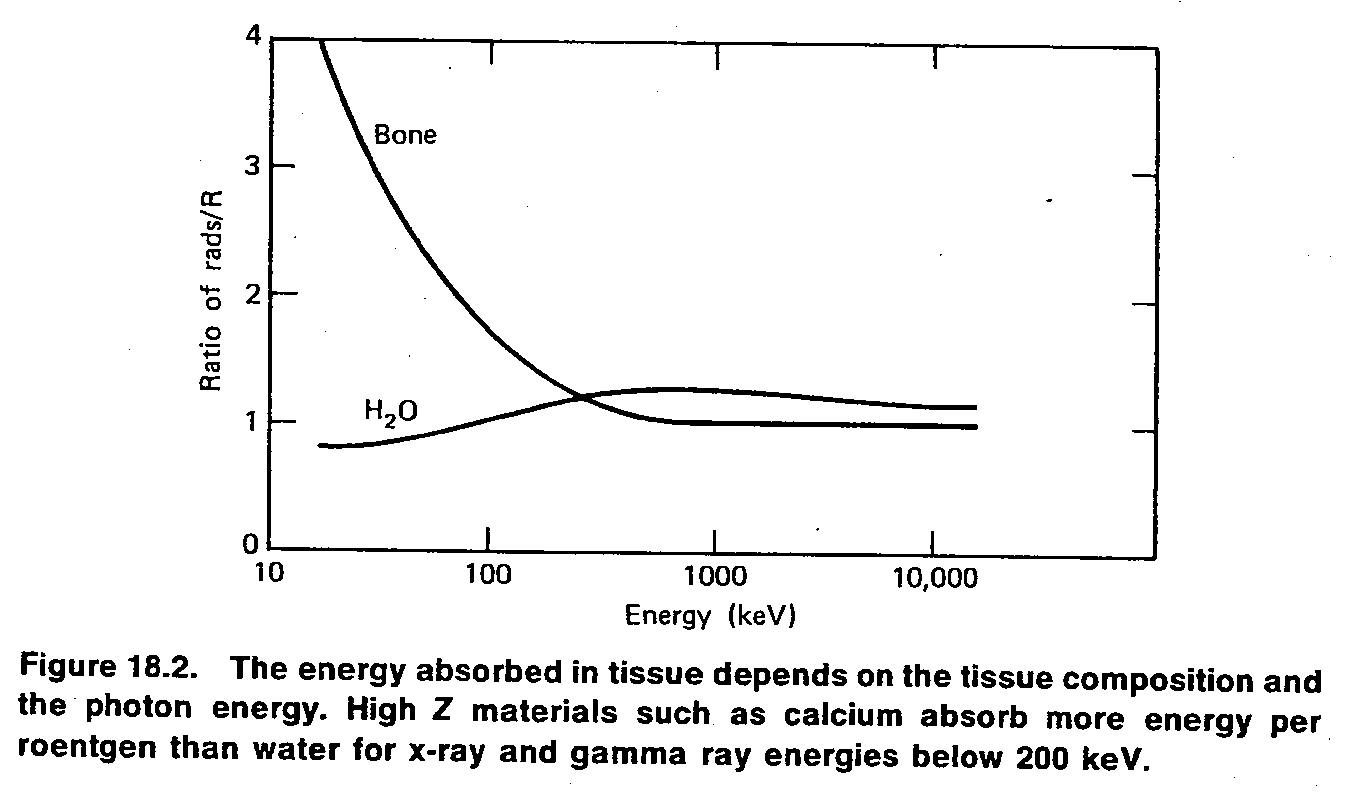 4
Bone
3
Ratio of rads/R
2
H₂O
1
0
10 100 1000 10,000
Energy (keV)
Figure 18.2. The energy absorbed in tissue depends on the tissue composition and
the photon energy. High Z materials such as calcium absorb more energy per
roentgen than water for x-ray and gamma ray energies below 200 keV.